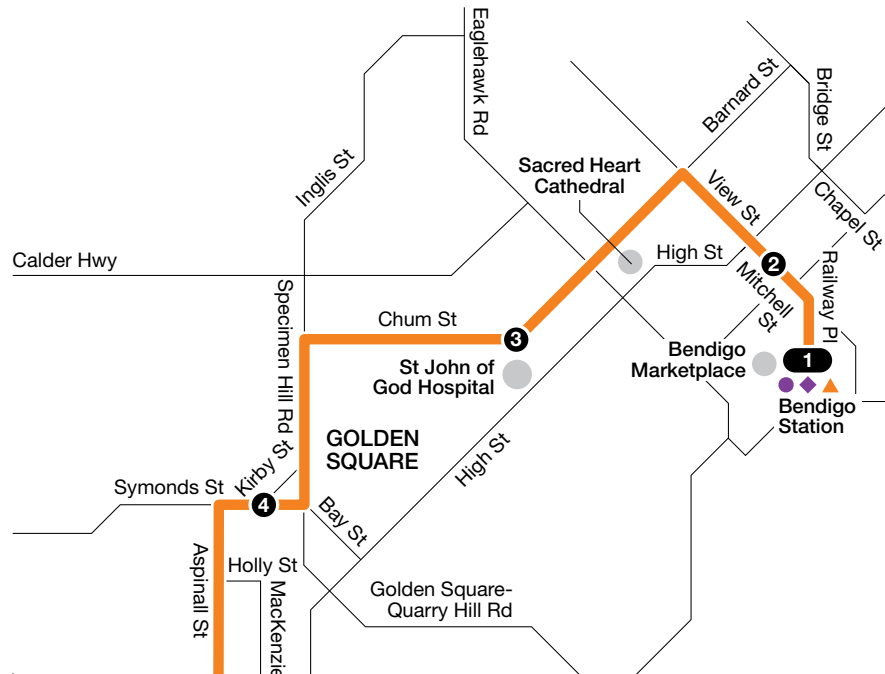 Eaglehawk Rd
Barnard St
Bridge St
Inglis St
Sacred Heart
Cathedral
View St
Chapel St
Calder Hwy
High St
2
Mitchell
St
Railway Pl
Specimen Hill Rd
Chum St
3
St John of
God Hospital
Bendigo
Marketplace
1
Bendigo
Station
GOLDEN
SQUARE
High St
Kirby St
Symonds St
4
Bay St
Aspinall St
Holly St
MacKenzie
Golden Square-
Quarry Hill Rd